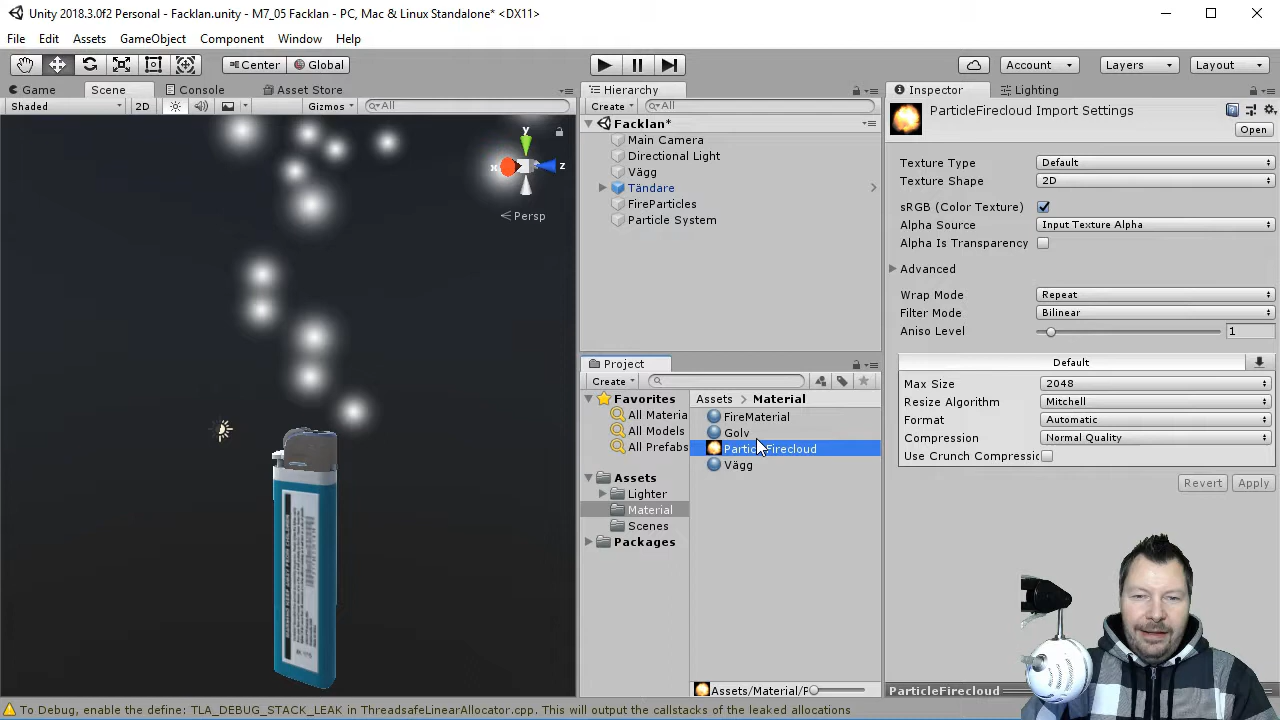 Unity 2018.3.0f2 Personal - Facklan.unity - M7_05 Facklan - PC, Mac & Linux Standalone* <DX11>
File Edit Assets GameObject Component Window Help
Center Global Account Layers Layout
Game Scene Console Asset Store
Shaded 2D Gizmos All
y
x
z
Persp
Hierarchy
Create All
Facklan*
Main Camera
Directional Light
Vägg
Tändare
FireParticles
Particle System
Project
Create
Favorites
All Materia
All Models
All Prefabs
Assets
Lighter
Material
Scenes
Packages
Assets > Material
FireMaterial
Golv
ParticleFirecloud
Vägg
Assets/Material/P
Inspector Lighting
ParticleFirecloud Import Settings
Open
Texture Type Default
Texture Shape 2D
sRGB (Color Texture)
Alpha Source Input Texture Alpha
Alpha Is Transparency
Advanced
Wrap Mode Repeat
Filter Mode Bilinear
Aniso Level 1
Default
Max Size 2048
Resize Algorithm Mitchell
Format Automatic
Compression Normal Quality
Use Crunch Compressic
Revert Apply
ParticleFirecloud
To Debug, enable the define: TLA_DEBUG_STACK_LEAK in ThreadsafeLinearAllocator.cpp. This will output the callstacks of the leaked allocations